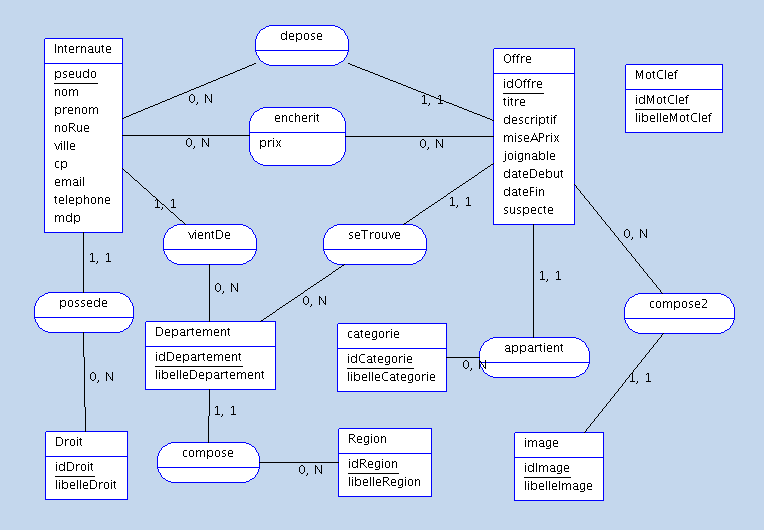 depose
Internaute
pseudo
nom
prenom
noRue
ville
cp
email
telephone
mdp
Offre
idOffre
titre
descriptif
miseAPrix
joignable
dateDebut
dateFin
suspecte
MotClef
idMotClef
libelleMotClef
0, N
1, 1
encherit
prix
0, N
0, N
1, 1
1, 1
vientDe
seTrouve
0, N
1, 1
1, 1
0, N
0, N
possede
compose2
Departement
idDepartement
libelleDepartement
categorie
idCategorie
libelleCategorie
appartient
0, N
0, N
1, 1
1, 1
Droit
idDroit
libelleDroit
compose
0, N
Region
idRegion
libelleRegion
image
idImage
libelleImage